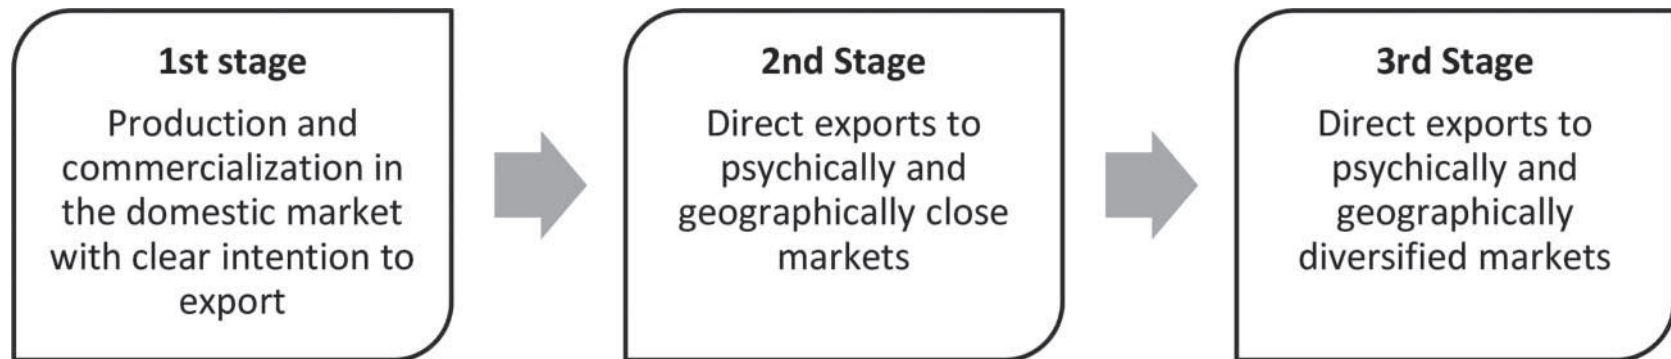 1st stage
Production and
commercialization in
the domestic market
with clear intention to
export
2nd Stage
Direct exports to
psychically and
geographically close
markets
3rd Stage
Direct exports to
psychically and
geographically
diversified markets